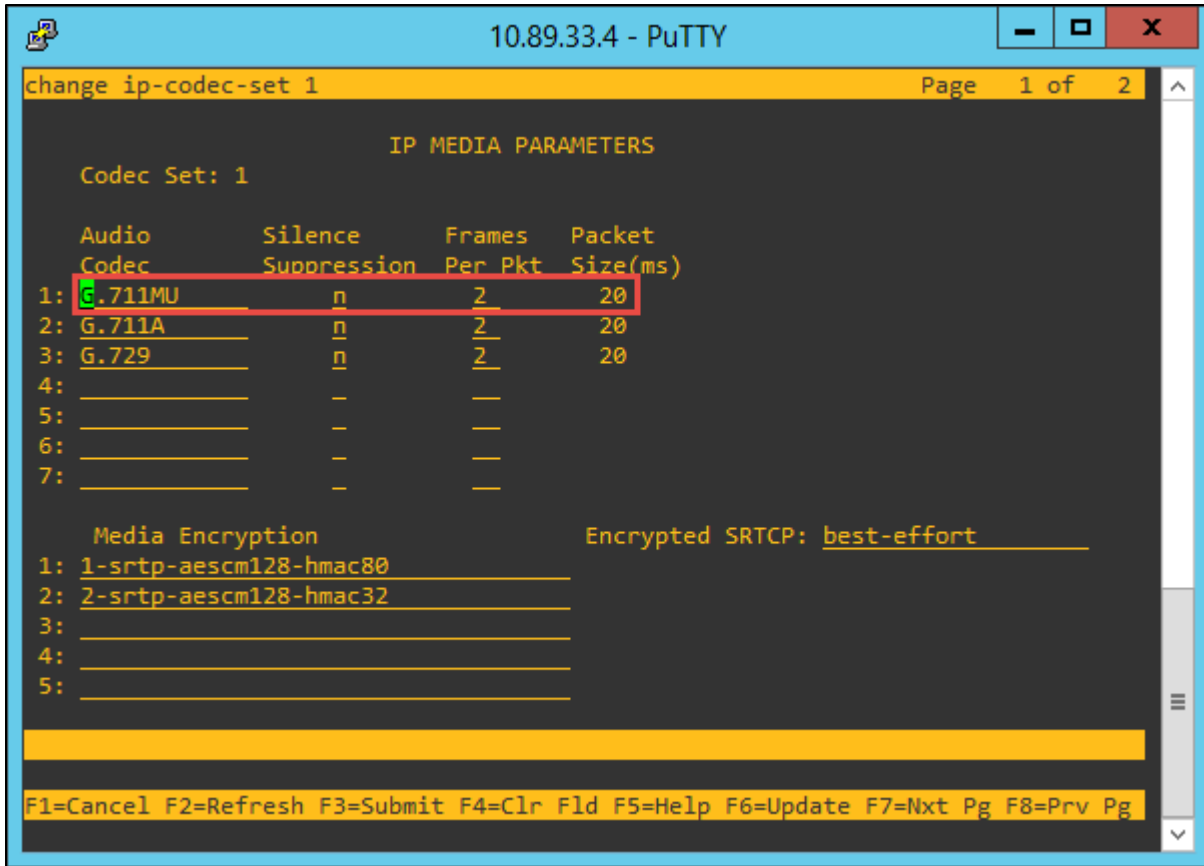 10.89.33.4 - PuTTY
change ip-codec-set 1 Page 1 of 2
IP MEDIA PARAMETERS
Codec Set: 1
Audio Silence Frames Packet
Codec Suppression Per Pkt Size(ms)
1: G.711MU n 2 20
2: G.711A n 2 20
3: G.729 n 2 20
4:
5:
6:
7:
Media Encryption Encrypted SRTCP: best-effort
1: 1-srtp-aescm128-hmac80
2: 2-srtp-aescm128-hmac32
3:
4:
5:
F1=Cancel F2=Refresh F3=Submit F4=Clr Fld F5=Help F6=Update F7=Nxt Pg F8=Prv Pg